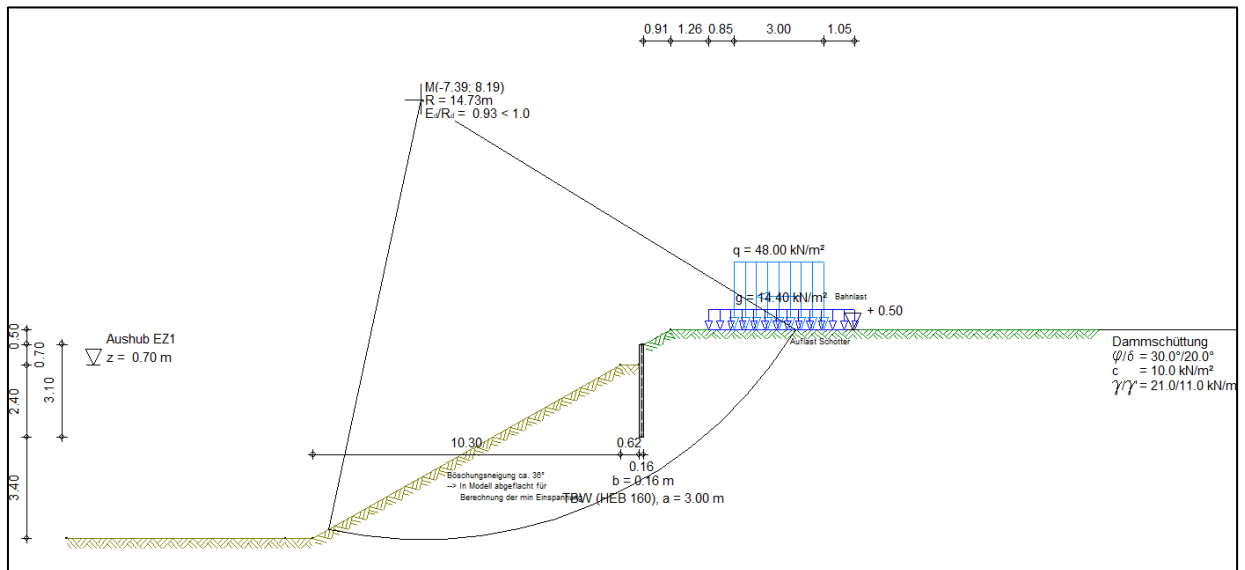 0.91 1.26 0.85 3.00 1.05
M(-7.39; 8.19)
R = 14.73m
E_d/R_d = 0.93 < 1.0
q = 48.00 kN/m²
g = 14.40 kN/m²
Bahnlast
+ 0.50
Auflast Schotter
Aushub EZ1
z = 0.70 m
0.50
0.70
2.40
3.10
3.40
Dammschüttung
φ/δ = 30.0°/20.0°
c = 10.0 kN/m²
γ/γ' = 21.0/11.0 kN/m
10.30 0.62
0.16
Böschungsneigung ca. 36°
--> In Modell abgeflacht für
Berechnung der min Einspannung
b = 0.16 m
TBW (HEB 160), a = 3.00 m